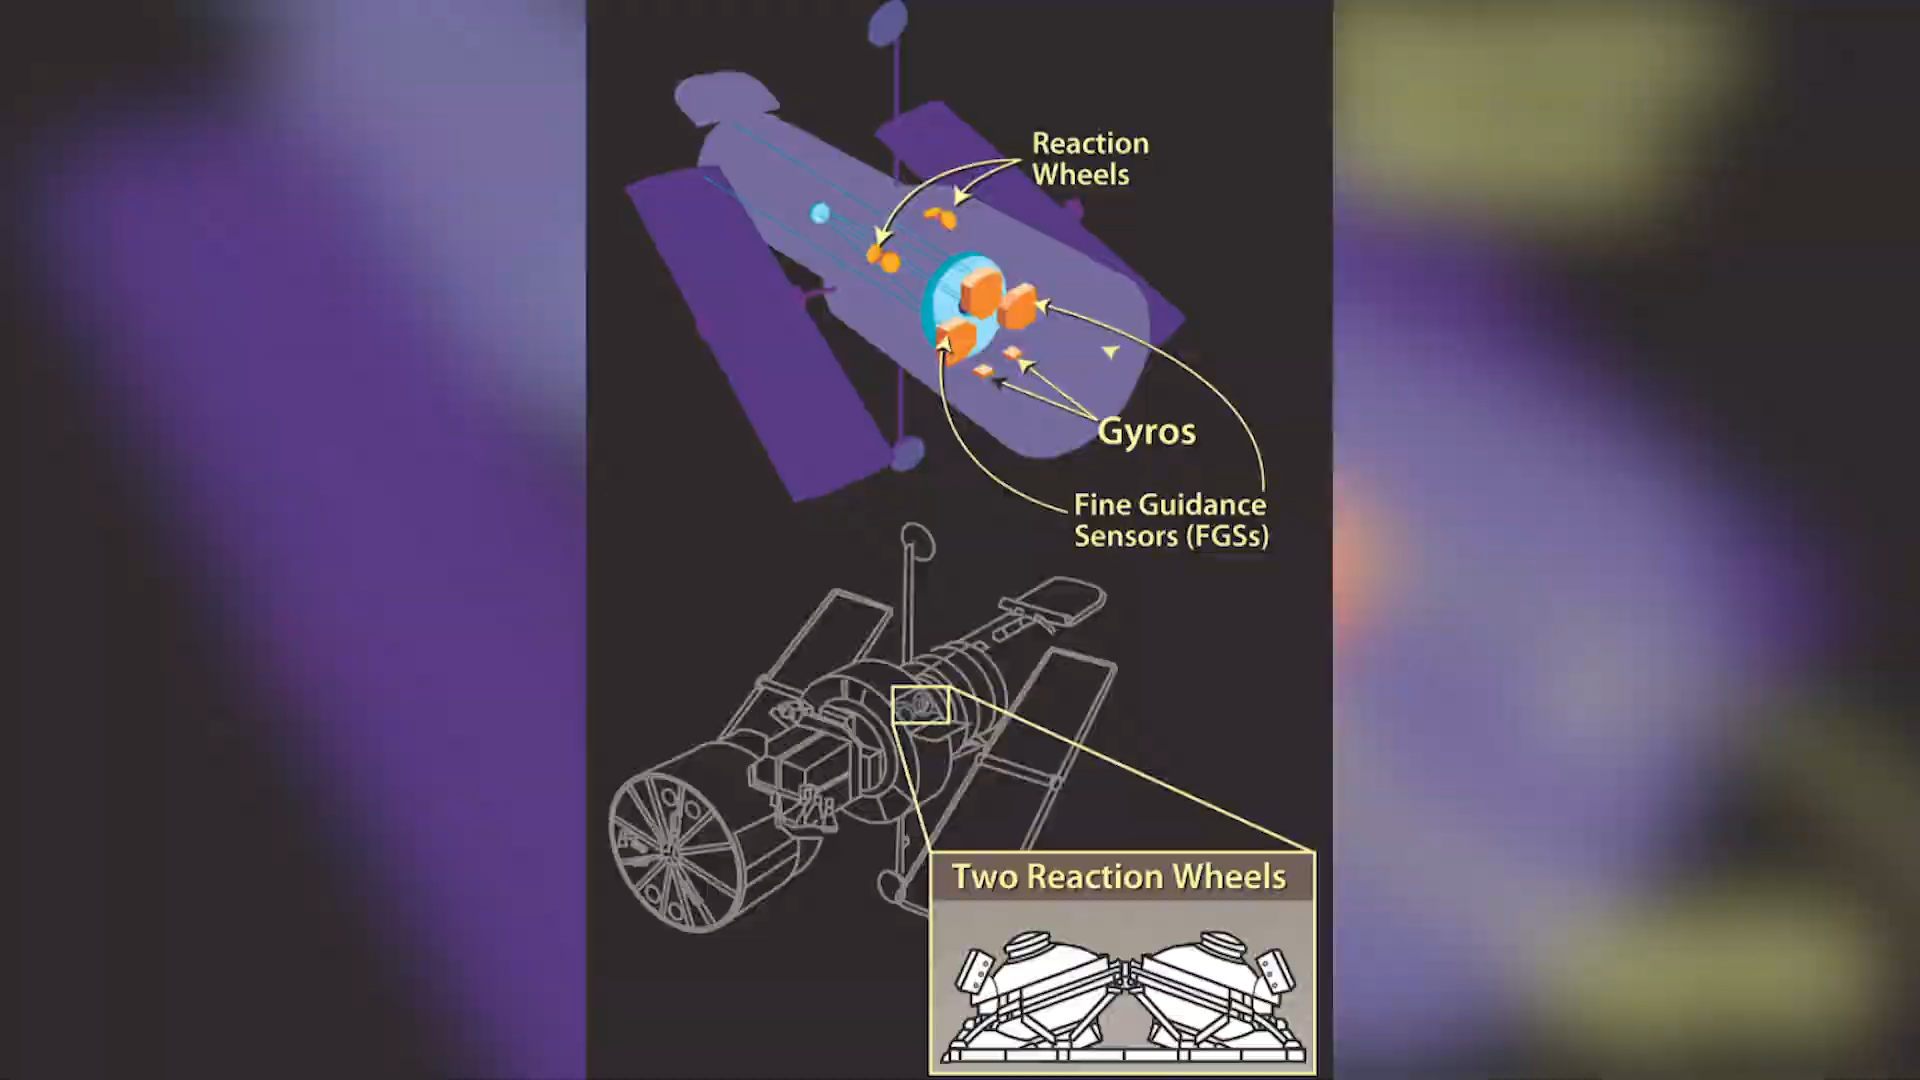 Reaction
Wheels
Gyros
Fine Guidance
Sensors (FGSs)
Two Reaction Wheels